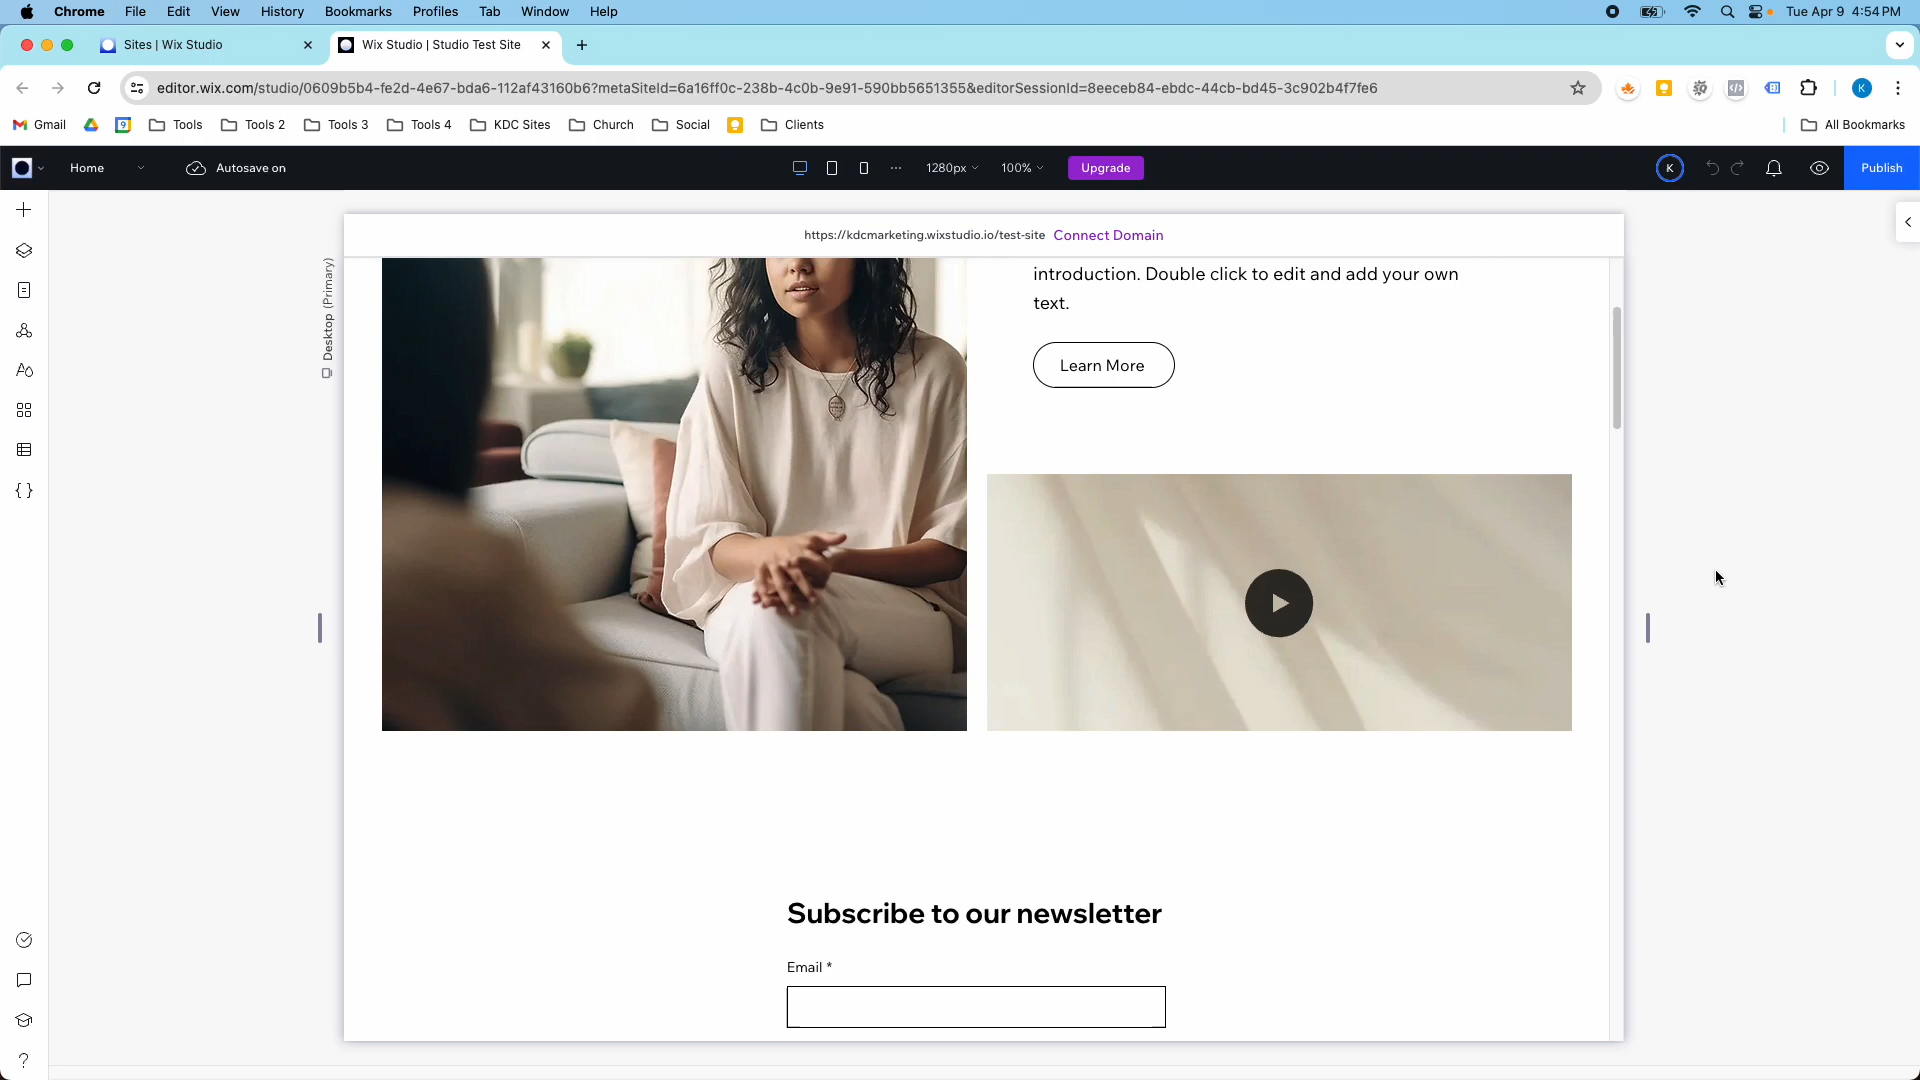 Chrome File Edit View History Bookmarks Profiles Tab Window Help Tue Apr 9 4:54 PM
Sites | Wix Studio Wix Studio | Studio Test Site
editor.wix.com/studio/0609b5b4-fe2d-4e67-bda6-112af43160b6?metaSiteId=6a16ff0c-238b-4c0b-9e91-590bb5651355&editorSessionId=8eeceb84-ebdc-44cb-bd45-3c902b4f7fe6 K
Gmail 9 Tools Tools 2 Tools 3 Tools 4 KDC Sites Church Social Clients All Bookmarks
Home Autosave on 1280px 100% Upgrade K Publish
https://kdcmarketing.wixstudio.io/test-site Connect Domain
Desktop (Primary)
introduction. Double click to edit and add your own
text.
Learn More
Subscribe to our newsletter
Email *